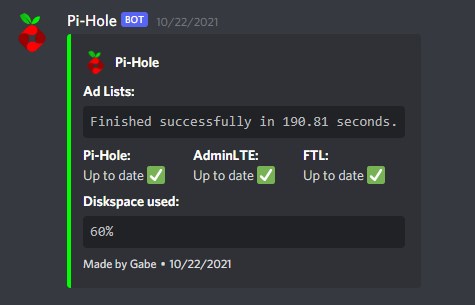 Pi-Hole BOT 10/22/2021
Pi-Hole
Ad Lists:
Finished successfully in 190.81 seconds.
Pi-Hole: AdminLTE: FTL:
Up to date ✅ Up to date ✅ Up to date ✅
Diskspace used:
60%
Made by Gabe • 10/22/2021